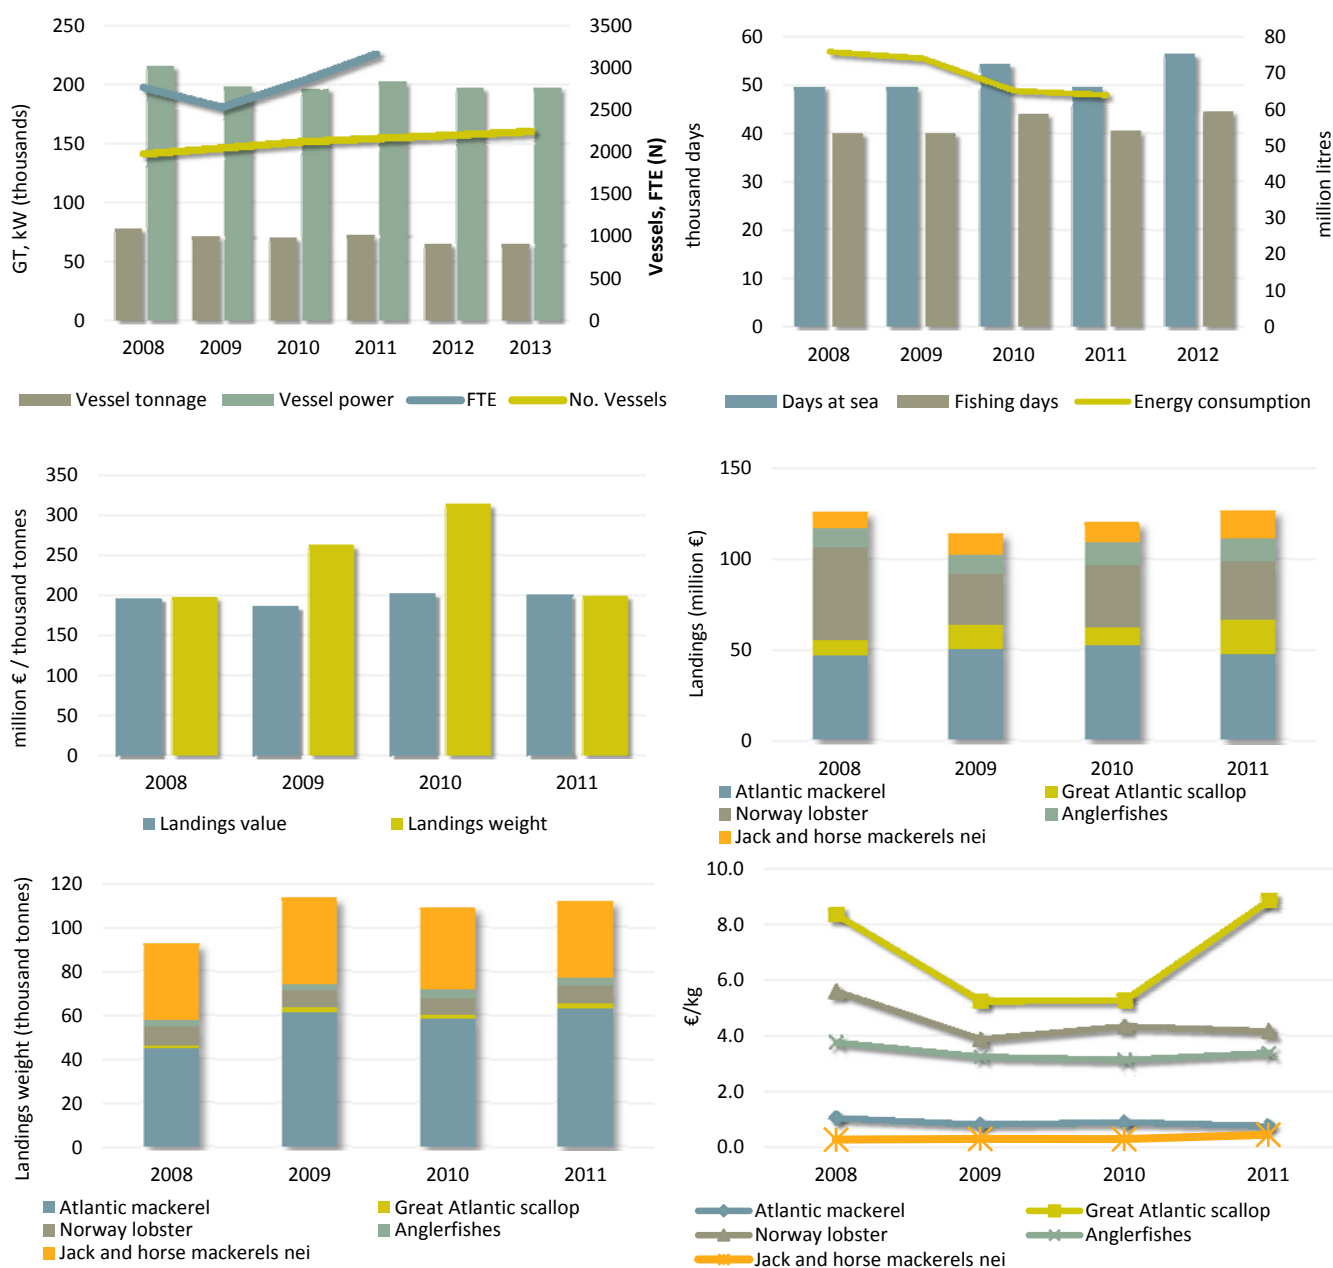 250
200
150
100
50
0
GT, kW (thousands)
3500
3000
2500
2000
1500
1000
500
0
Vessels, FTE (N)
2008 2009 2010 2011 2012 2013
Vessel tonnage Vessel power FTE No. Vessels
60
50
40
30
20
10
0
thousand days
80
70
60
50
40
30
20
10
0
million litres
2008 2009 2010 2011 2012
Days at sea Fishing days Energy consumption
350
300
250
200
150
100
50
0
million € / thousand tonnes
2008 2009 2010 2011
Landings value Landings weight
150
100
50
0
Landings (million €)
2008 2009 2010 2011
Atlantic mackerel Great Atlantic scallop
Norway lobster Anglerfishes
Jack and horse mackerels nei
120
100
80
60
40
20
0
Landings weight (thousand tonnes)
2008 2009 2010 2011
Atlantic mackerel Great Atlantic scallop
Norway lobster Anglerfishes
Jack and horse mackerels nei
10.0
8.0
6.0
4.0
2.0
0.0
€/kg
2008 2009 2010 2011
Atlantic mackerel Great Atlantic scallop
Norway lobster Anglerfishes
Jack and horse mackerels nei